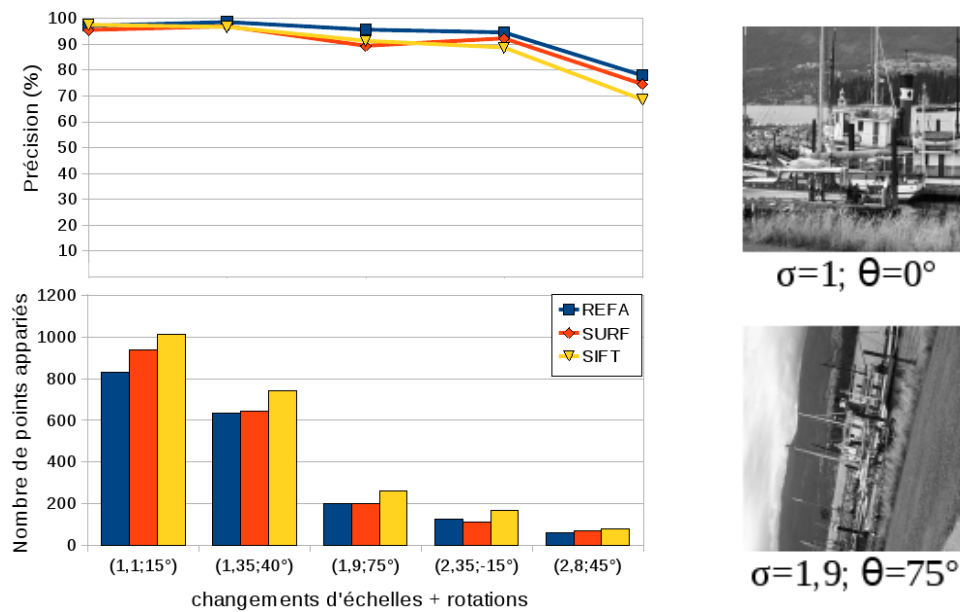 Précision (%)
100
90
80
70
60
50
40
30
20
10
Nombre de points appariés
1200
1000
800
600
400
200
0
REFA
SURF
SIFT
(1,1;15°) (1,35;40°) (1,9;75°) (2,35;-15°) (2,8:45°)
changements d'échelles + rotations
σ=1; θ=0°
σ=1,9; θ=75°